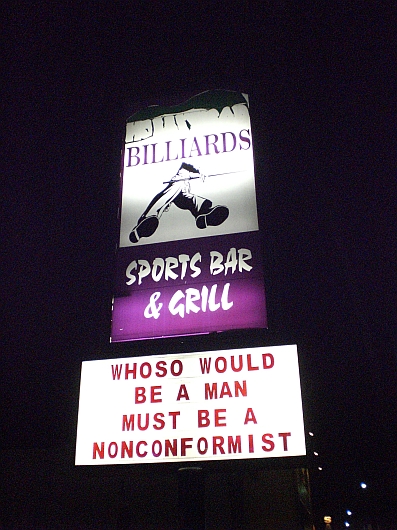 BILLIARDS
SPORTS BAR
& GRILL
WHOSO WOULD
BE A MAN
MUST BE A
NONCONFORMIST